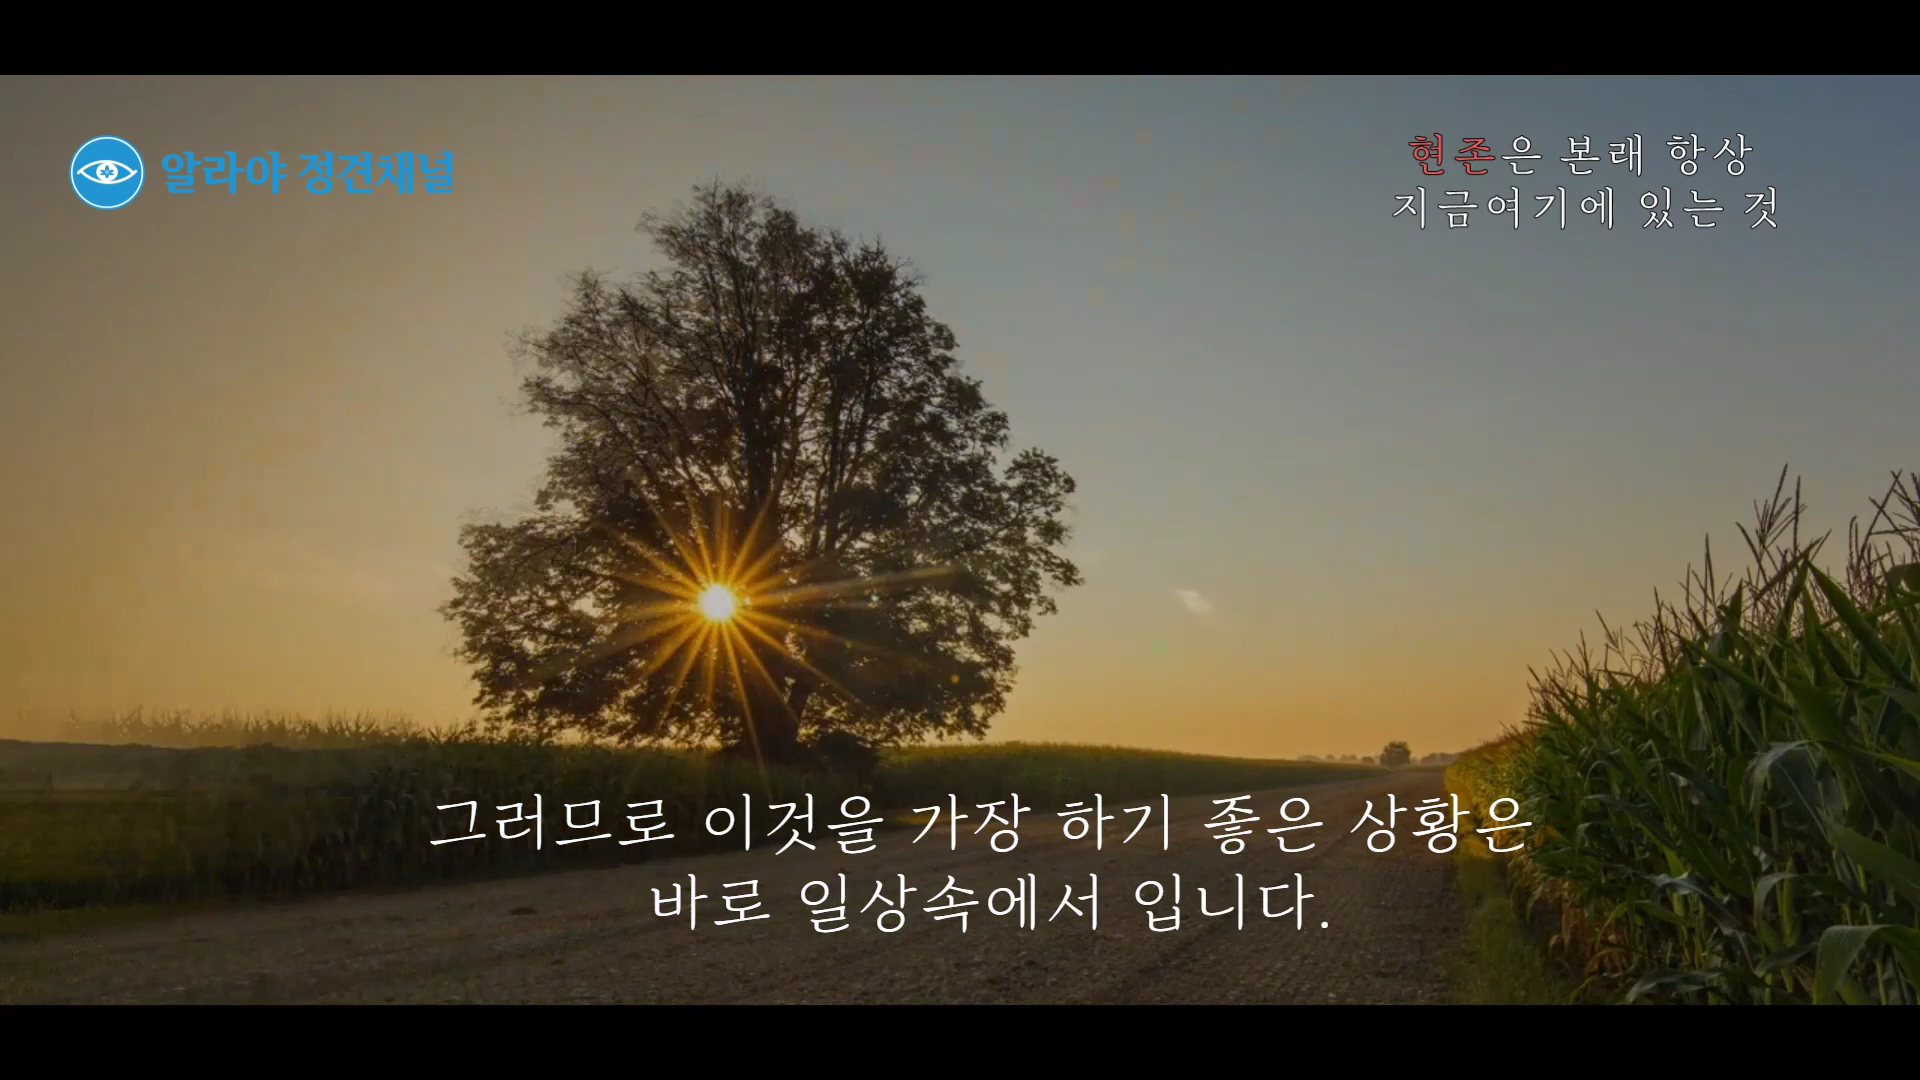 알라야 정견채널
현존은 본래 항상
지금여기에 있는 것
그러므로 이것을 가장 하기 좋은 상황은
바로 일상속에서 입니다.